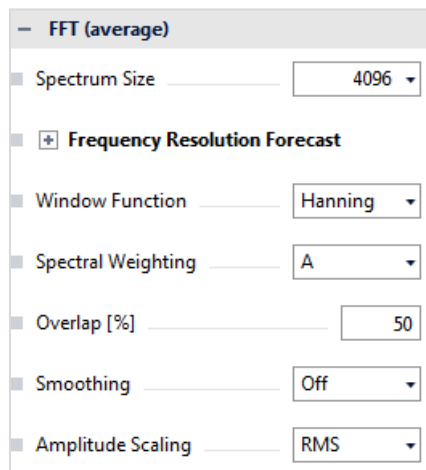 FFT (average)
Spectrum Size 4096
Frequency Resolution Forecast
Window Function Hanning
Spectral Weighting A
Overlap [%] 50
Smoothing Off
Amplitude Scaling RMS